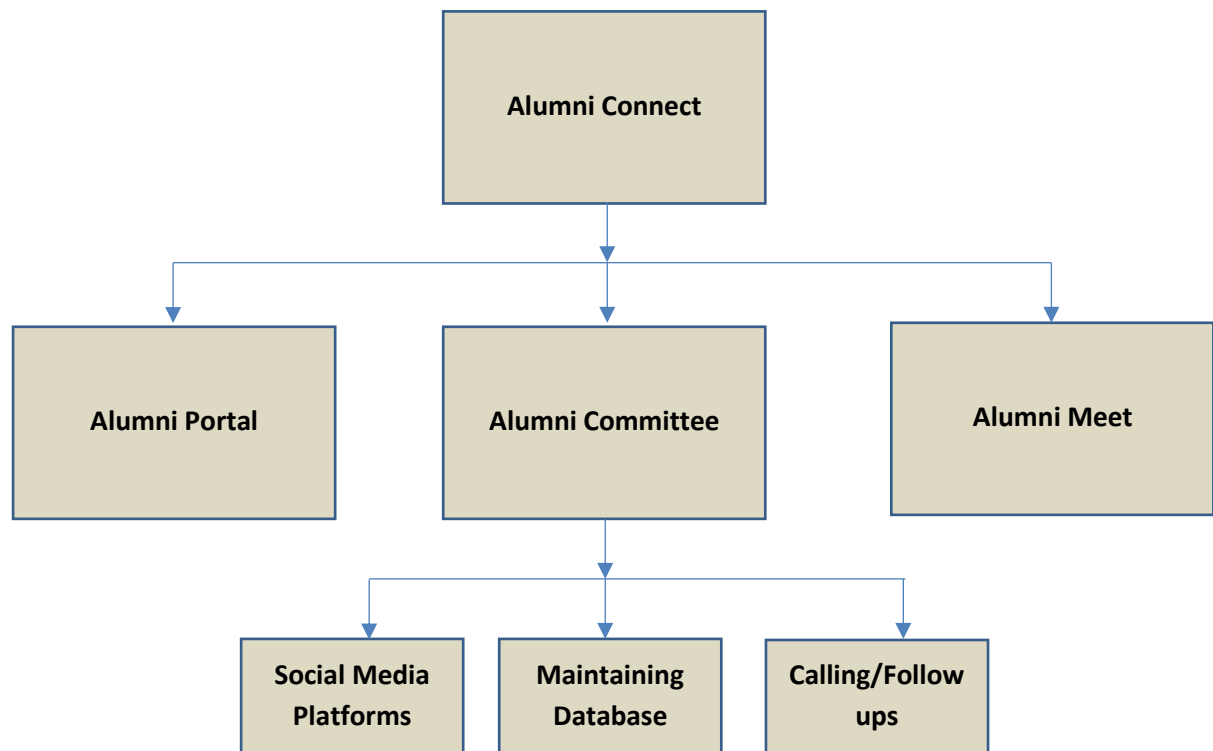 Alumni Connect
Alumni Portal
Alumni Committee
Alumni Meet
Social Media
Platforms
Maintaining
Database
Calling/Follow
ups